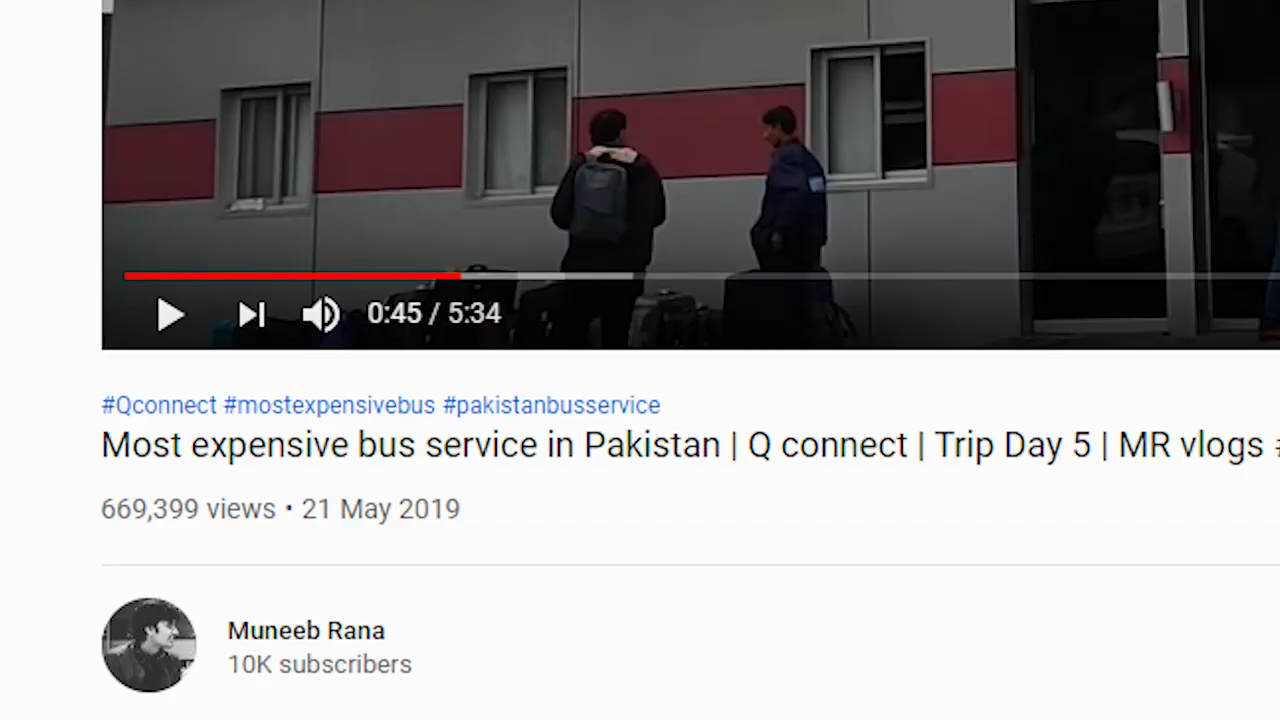 0:45 / 5:34
#Qconnect #mostexpensivebus #pakistanbusservice
Most expensive bus service in Pakistan | Q connect | Trip Day 5 | MR vlogs
669,399 views • 21 May 2019
Muneeb Rana
10K subscribers